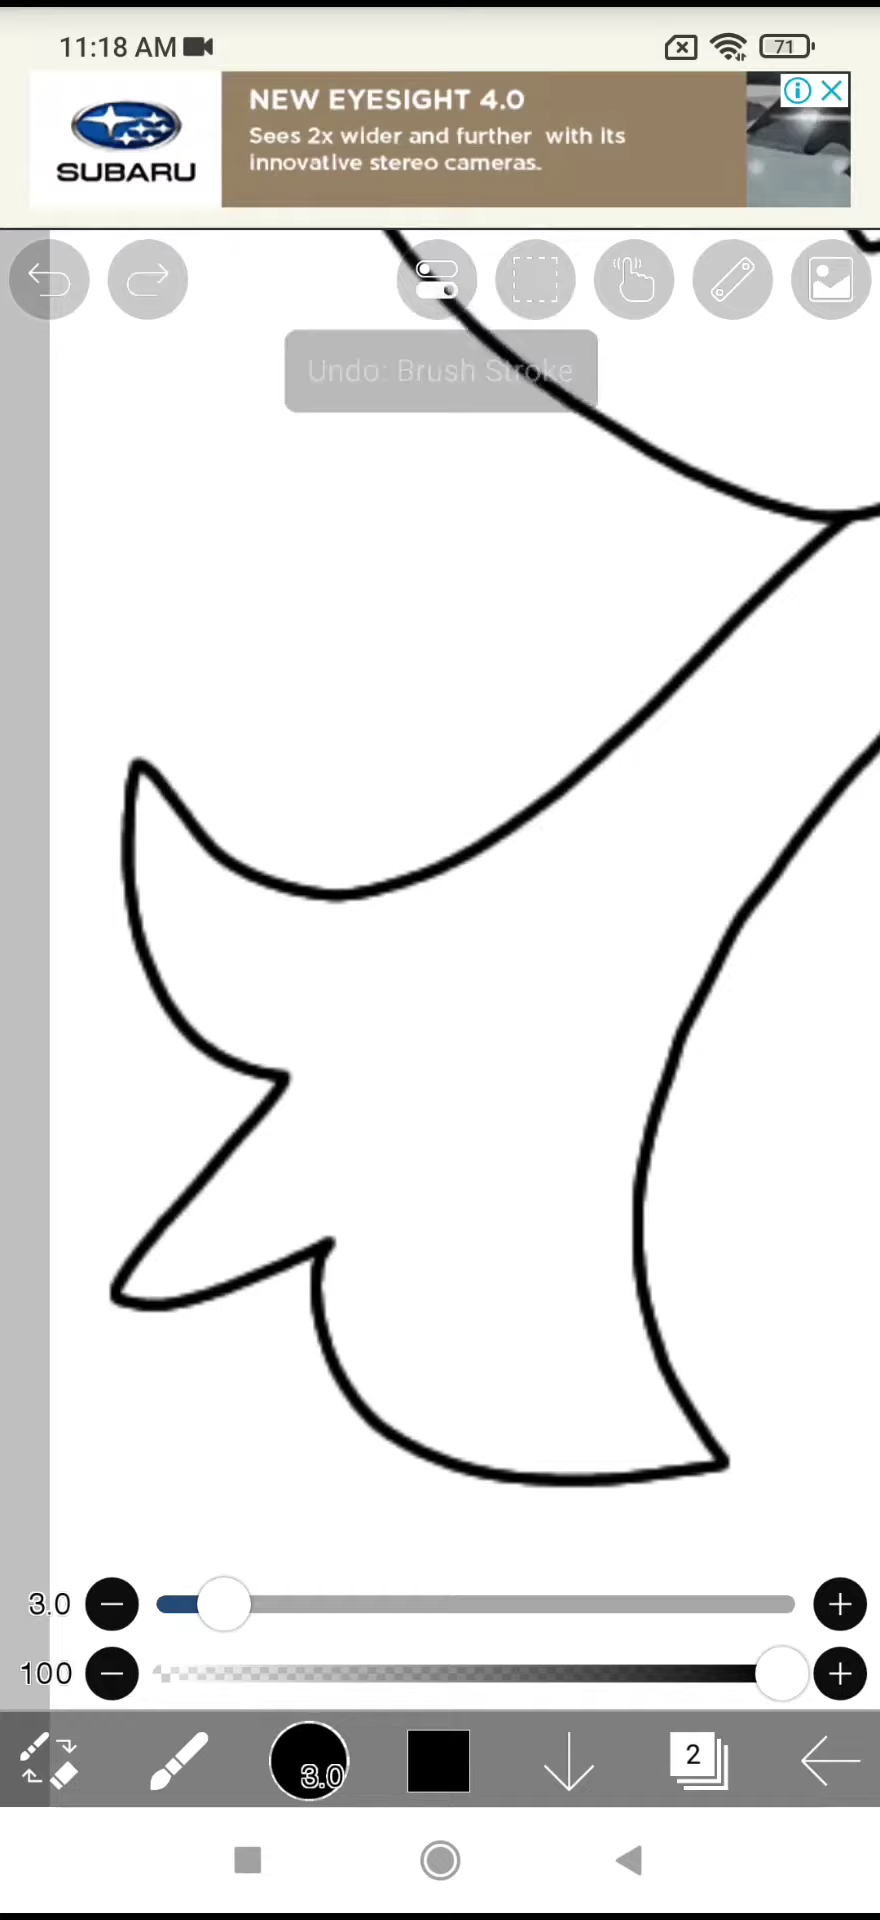 11:18 AM
71
NEW EYESIGHT 4.0
Sees 2x wider and further with its
innovative stereo cameras.
SUBARU
Undo: Brush Stroke
3.0
100
3.0
2